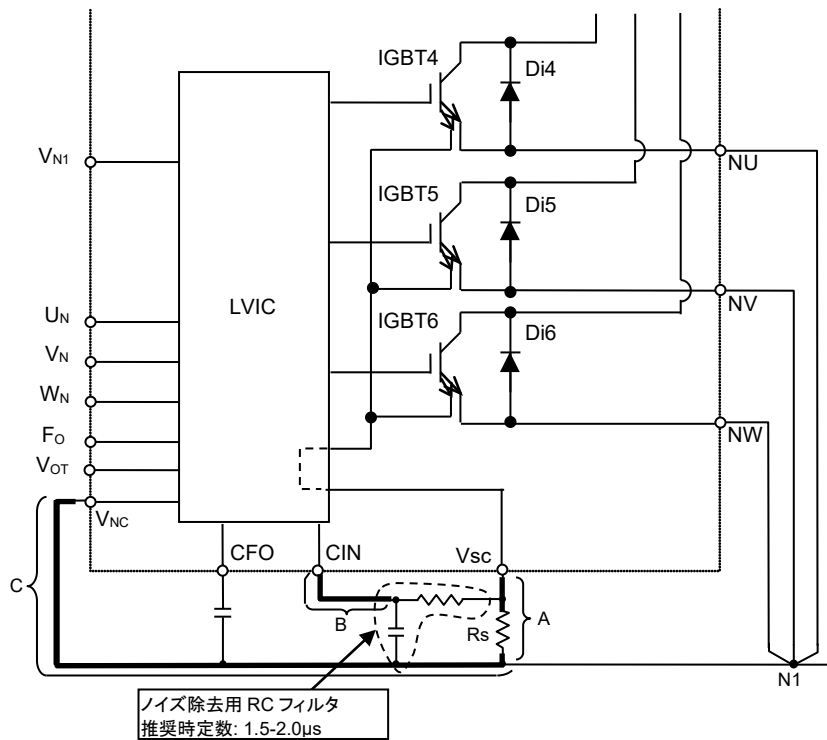 IGBT4
Di4
VN1
NU
IGBT5
Di5
LVIC
UN
NV
IGBT6
VN
Di6
WN
FO
NW
VOT
VNC
CFO
CIN
Vsc
C
B
Rs
A
N1
ノイズ除去用 RC フィルタ
推奨時定数: 1.5-2.0μs